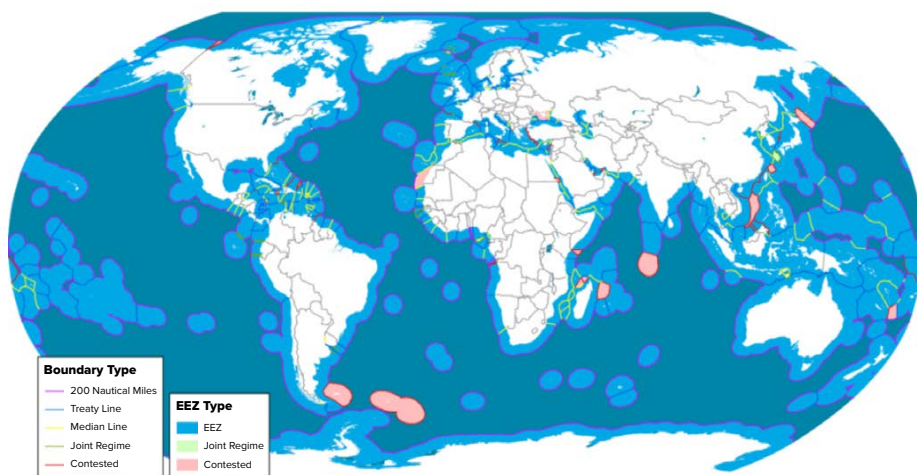 Boundary Type
200 Nautical Miles
Treaty Line
Median Line
Joint Regime
Contested
EEZ Type
EEZ
Joint Regime
Contested